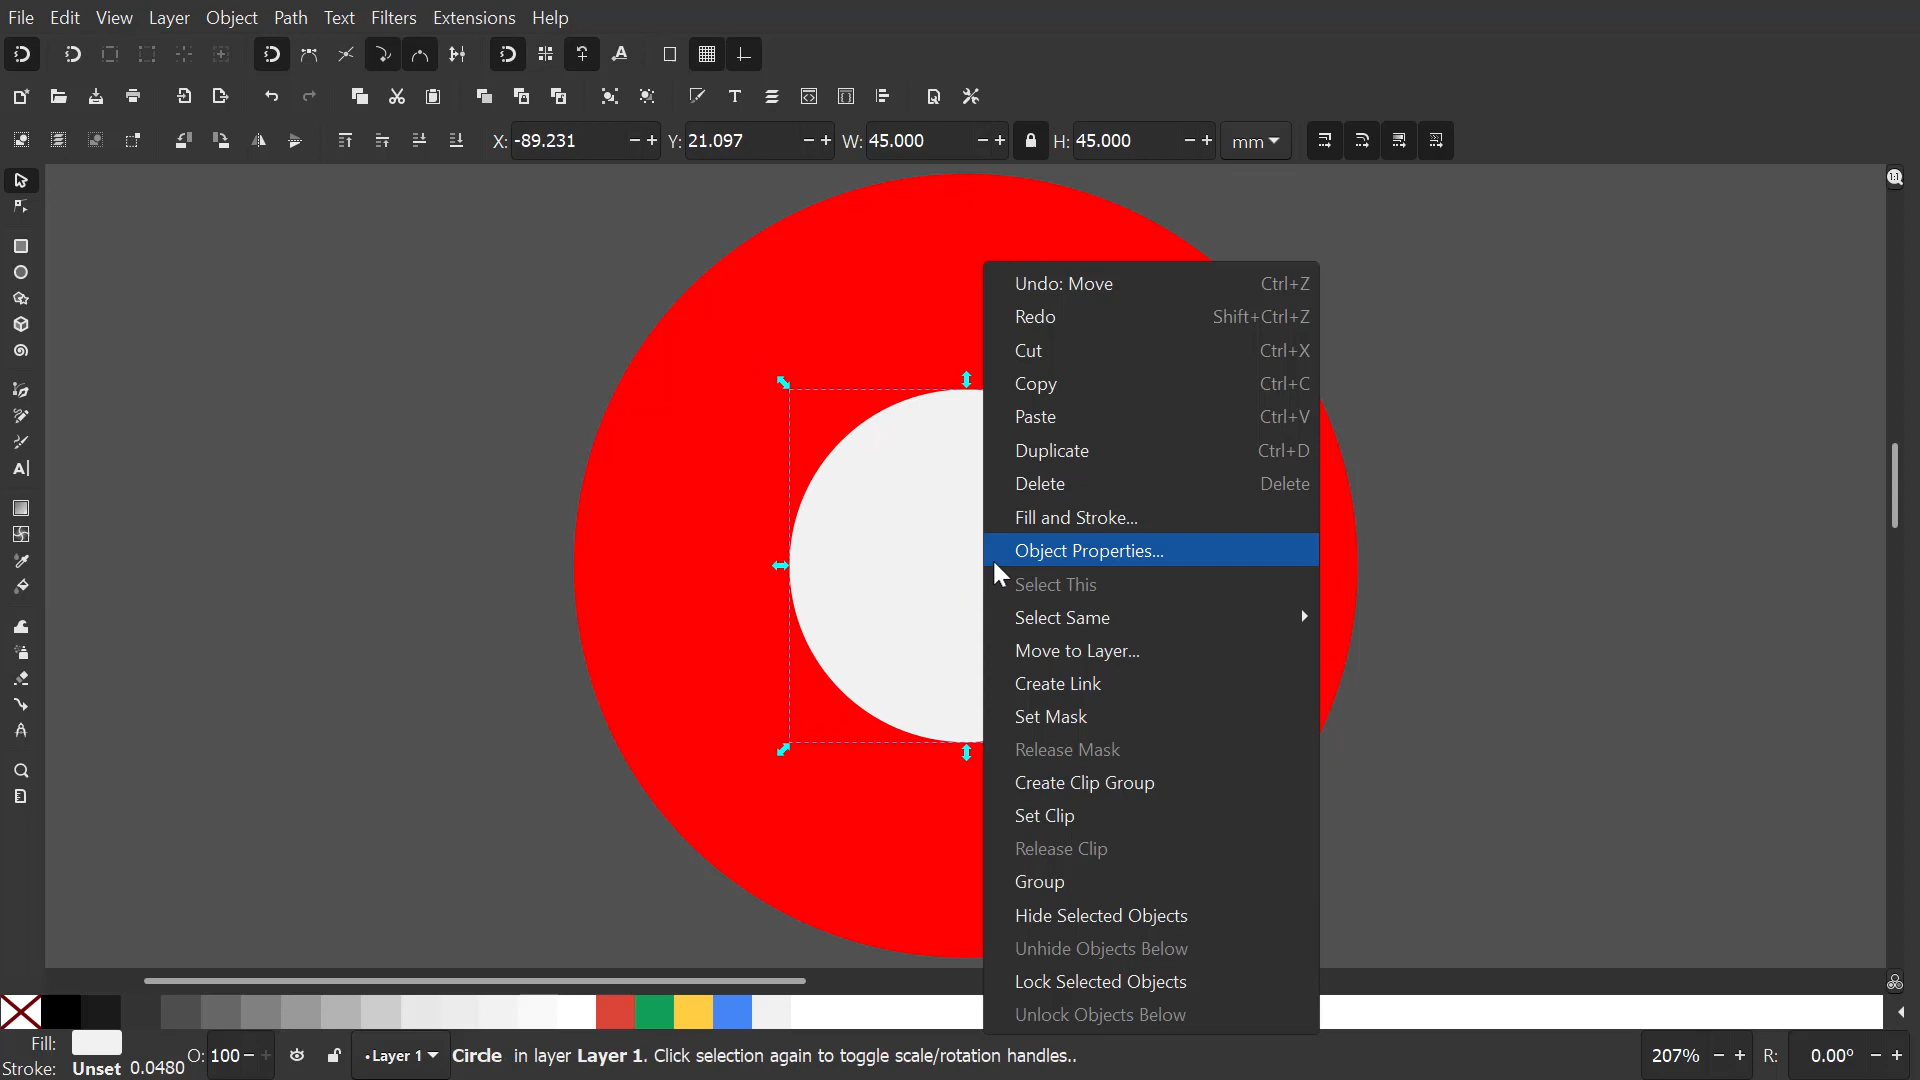 File Edit View Layer Object Path Text Filters Extensions Help
X: -89.231 Y: 21.097 W: 45.000 H: 45.000 mm
Undo: Move Ctrl+Z
Redo Shift+Ctrl+Z
Cut Ctrl+X
Copy Ctrl+C
Paste Ctrl+V
Duplicate Ctrl+D
Delete Delete
Fill and Stroke...
Object Properties...
Select This
Select Same
Move to Layer...
Create Link
Set Mask
Release Mask
Create Clip Group
Set Clip
Release Clip
Group
Hide Selected Objects
Unhide Objects Below
Lock Selected Objects
Unlock Objects Below
Fill:
Stroke: Unset 0.0480 O: 100 •Layer 1 Circle in layer Layer 1. Click selection again to toggle scale/rotation handles.. 207% R: 0.00°